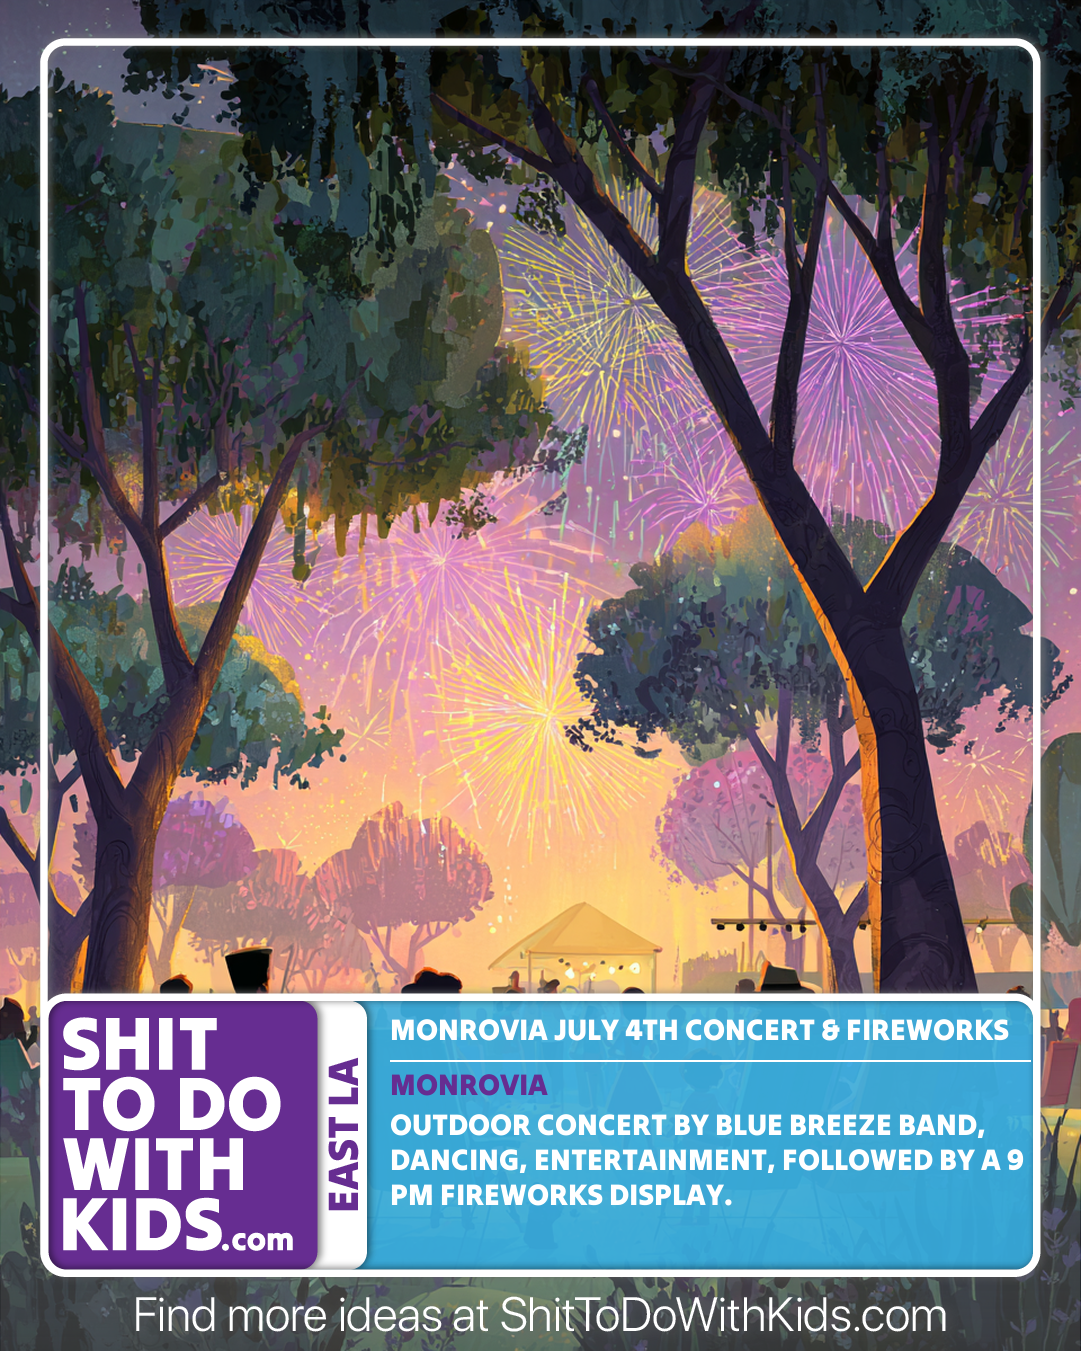 SHIT
TO DO
WITH
KIDS.com
EAST LA
MONROVIA JULY 4TH CONCERT & FIREWORKS
MONROVIA
OUTDOOR CONCERT BY BLUE BREEZE BAND,
DANCING, ENTERTAINMENT, FOLLOWED BY A 9
PM FIREWORKS DISPLAY.
Find more ideas at ShitToDoWithKids.com